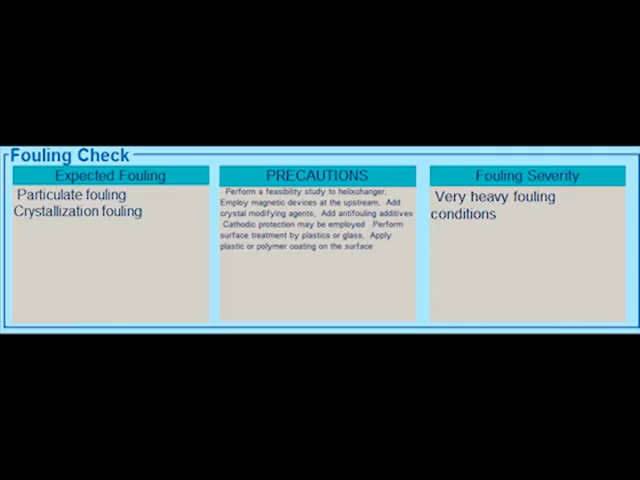 Fouling Check
Expected Fouling
Particulate fouling
Crystallization fouling
PRECAUTIONS
Perform a feasibility study to helixchanger,
Employ magnetic devices at the upstream, Add
crystal modifying agents, Add antifouling additives
Cathodic protection may be employed Perform
surface treatment by plastics or glass, Apply
plastic or polymer coating on the surface
Fouling Severity
Very heavy fouling
conditions